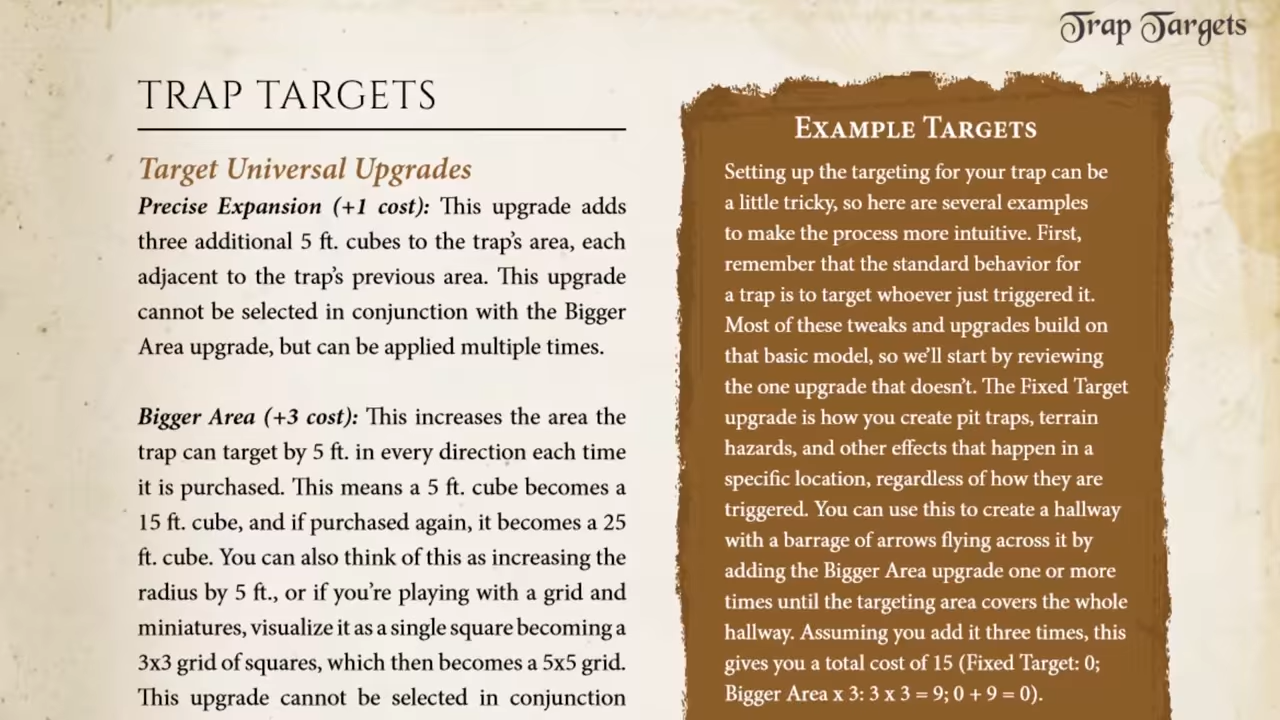 Trap Targets
TRAP TARGETS
Target Universal Upgrades
Precise Expansion (+1 cost): This upgrade adds
three additional 5 ft. cubes to the trap's area, each
adjacent to the trap's previous area. This upgrade
cannot be selected in conjunction with the Bigger
Area upgrade, but can be applied multiple times.
Bigger Area (+3 cost): This increases the area the
trap can target by 5 ft. in every direction each time
it is purchased. This means a 5 ft. cube becomes a
15 ft. cube, and if purchased again, it becomes a 25
ft. cube. You can also think of this as increasing the
radius by 5 ft., or if you're playing with a grid and
miniatures, visualize it as a single square becoming a
3x3 grid of squares, which then becomes a 5x5 grid.
This upgrade cannot be selected in conjunction
EXAMPLE TARGETS
Setting up the targeting for your trap can be
a little tricky, so here are several examples
to make the process more intuitive. First,
remember that the standard behavior for
a trap is to target whoever just triggered it.
Most of these tweaks and upgrades build on
that basic model, so we'll start by reviewing
the one upgrade that doesn't. The Fixed Target
upgrade is how you create pit traps, terrain
hazards, and other effects that happen in a
specific location, regardless of how they are
triggered. You can use this to create a hallway
with a barrage of arrows flying across it by
adding the Bigger Area upgrade one or more
times until the targeting area covers the whole
hallway. Assuming you add it three times, this
gives you a total cost of 15 (Fixed Target: 0;
Bigger Area x 3: 3 x 3 = 9; 0 + 9 = 0).